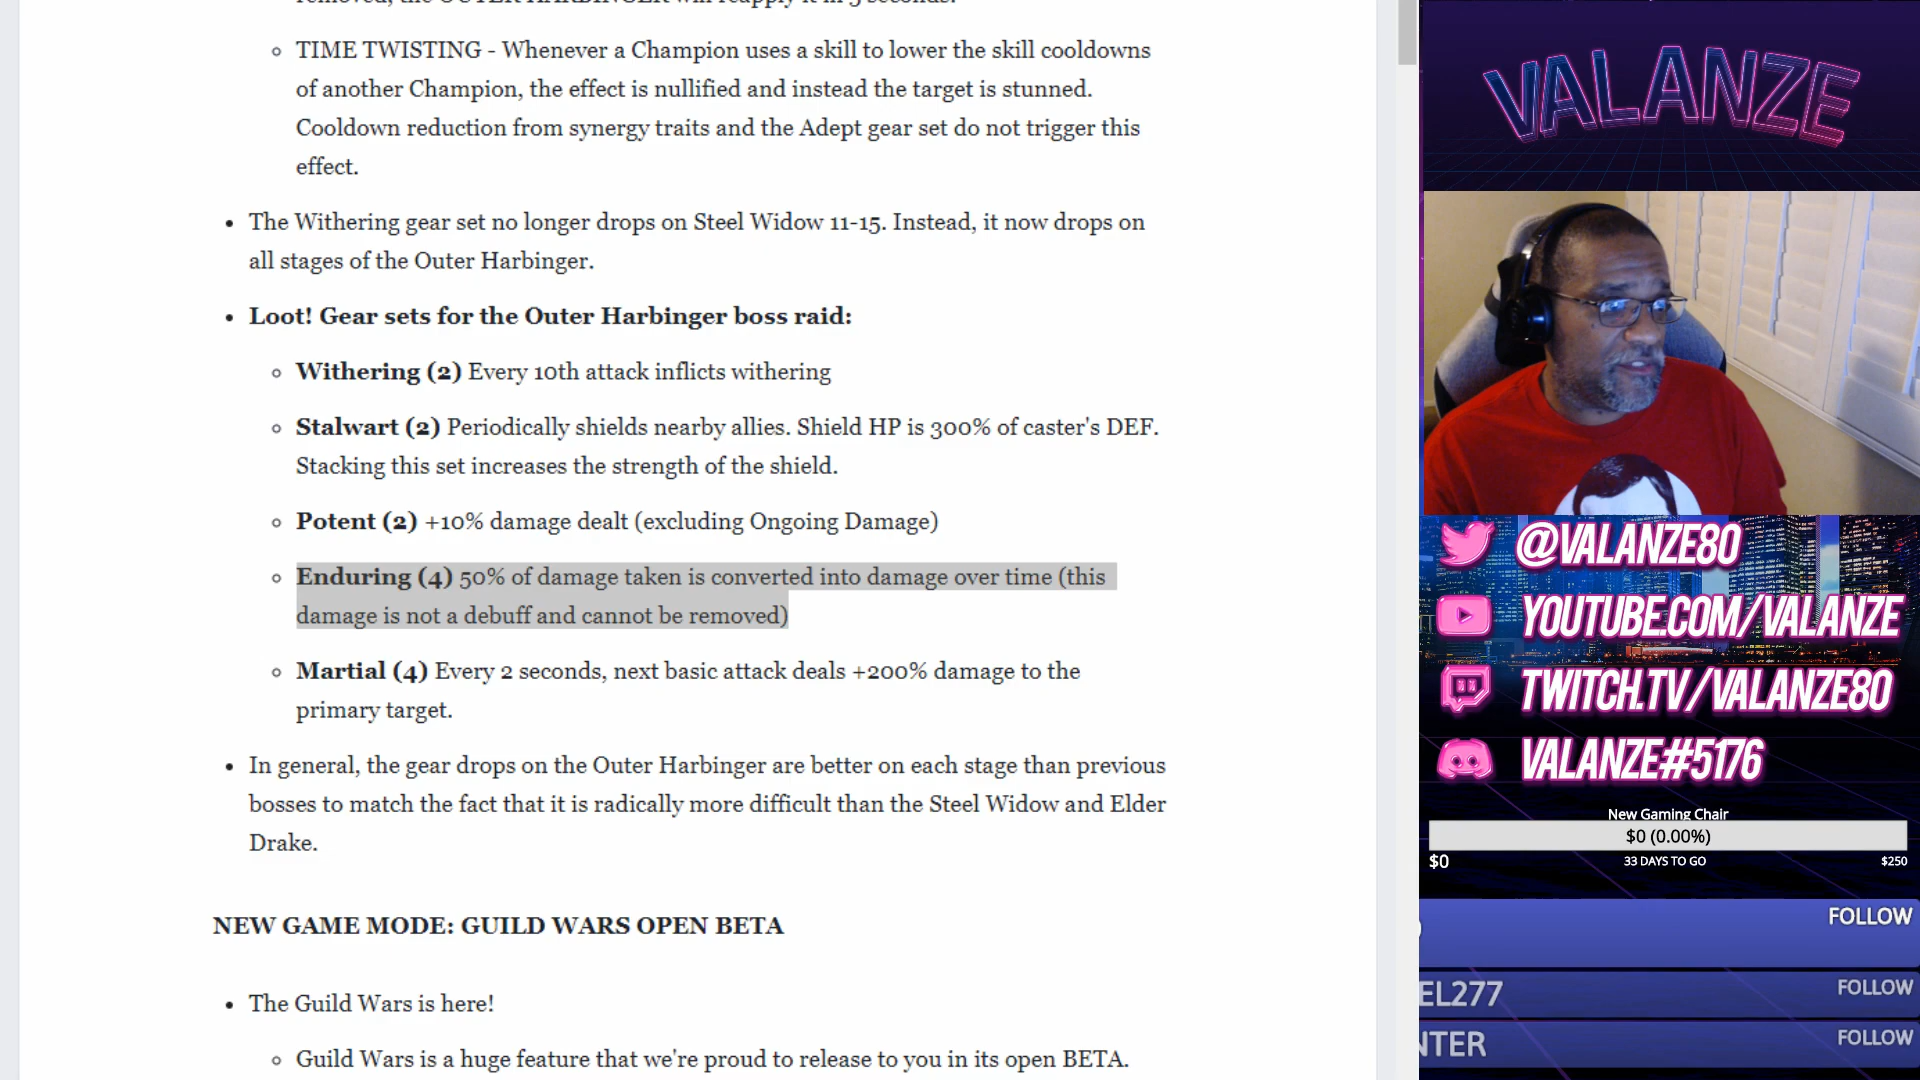 TIME TWISTING - Whenever a Champion uses a skill to lower the skill cooldowns
of another Champion, the effect is nullified and instead the target is stunned.
Cooldown reduction from synergy traits and the Adept gear set do not trigger this
effect.
The Withering gear set no longer drops on Steel Widow 11-15. Instead, it now drops on
all stages of the Outer Harbinger.
Loot! Gear sets for the Outer Harbinger boss raid:
Withering (2) Every 10th attack inflicts withering
Stalwart (2) Periodically shields nearby allies. Shield HP is 300% of caster's DEF.
Stacking this set increases the strength of the shield.
Potent (2) +10% damage dealt (excluding Ongoing Damage)
Enduring (4) 50% of damage taken is converted into damage over time (this
damage is not a debuff and cannot be removed)
Martial (4) Every 2 seconds, next basic attack deals +200% damage to the
primary target.
In general, the gear drops on the Outer Harbinger are better on each stage than previous
bosses to match the fact that it is radically more difficult than the Steel Widow and Elder
Drake.
NEW GAME MODE: GUILD WARS OPEN BETA
The Guild Wars is here!
Guild Wars is a huge feature that we're proud to release to you in its open BETA.
VALANZE
@VALANZE80
YOUTUBE.COM/VALANZE
TWITCH.TV/VALANZE80
VALANZE#5176
New Gaming Chair
$0 (0.00%)
$0 33 DAYS TO GO $250
FOLLOW
EL277 FOLLOW
NTER FOLLOW